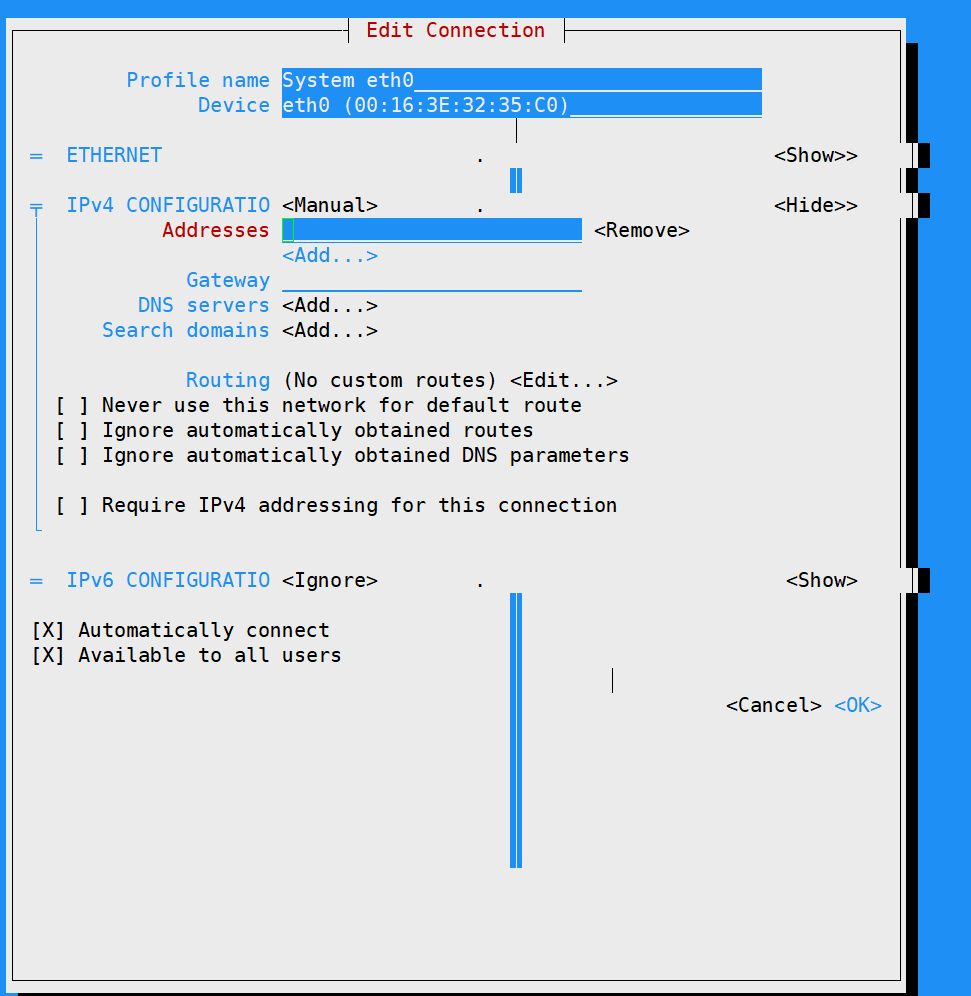 Edit Connection
Profile name System eth0
Device eth0 (00:16:3E:32:35:C0)
= ETHERNET . <Show>>
IPv4 CONFIGURATIO <Manual> . <Hide>>
Addresses <Remove>
<Add...>
Gateway
DNS servers <Add...>
Search domains <Add...>
Routing (No custom routes) <Edit...>
[ ] Never use this network for default route
[ ] Ignore automatically obtained routes
[ ] Ignore automatically obtained DNS parameters
[ ] Require IPv4 addressing for this connection
= IPv6 CONFIGURATIO <Ignore> . <Show>
[X] Automatically connect
[X] Available to all users
<Cancel> <OK>